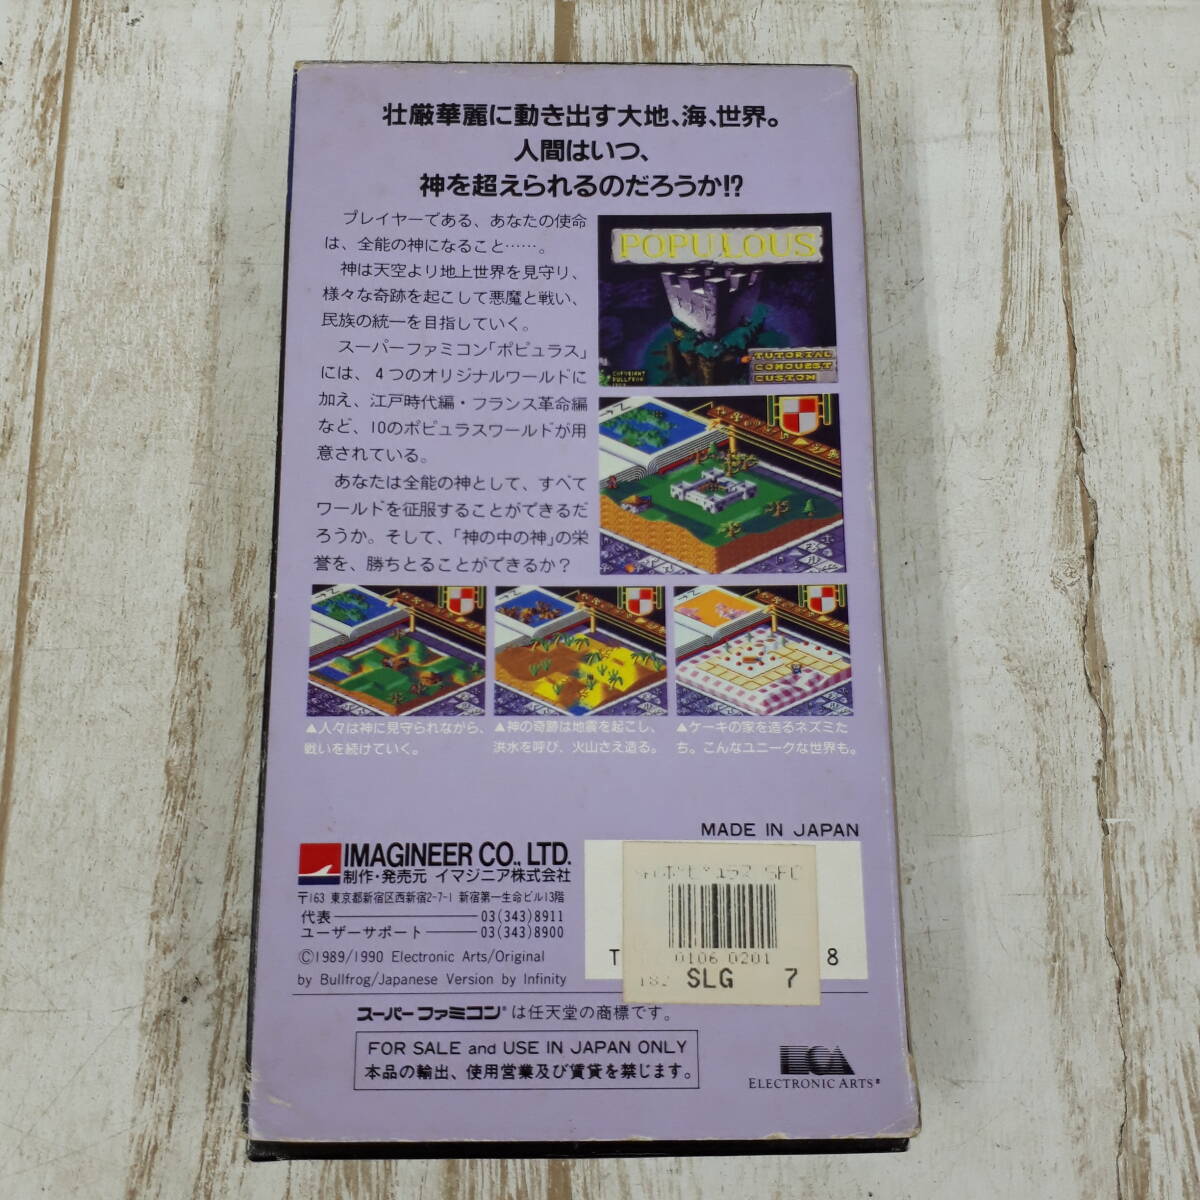 壮厳華麗に動き出す大地、海、世界。
人間はいつ、
神を超えられるのだろうか!?
プレイヤーである、あなたの使命
は、全能の神になること……。
神は天空より地上世界を見守り、
様々な奇跡を起こして悪魔と戦い、
民族の統一を目指していく。
スーパーファミコン「ポピュラス」
には、4つのオリジナルワールドに
加え、江戸時代編・フランス革命編
など、10のポピュラスワールドが用
意されている。
あなたは全能の神として、すべて
ワールドを征服することができるだ
ろうか。そして、「神の中の神」の栄
誉を、勝ちとることができるか?
POPULOUS
TUTORIAL
CONQUEST
CUSTOM
COPYRIGHT
BULLFROG
▲人々は神に見守られながら、
戦いを続けていく。
▲神の奇跡は地震を起こし、
洪水を呼び、火山さえ造る。
▲ケーキの家を造るネズミた
ち。こんなユニークな世界も。
MADE IN JAPAN
IMAGINEER CO., LTD.
制作・発売元 イマジニア株式会社
〒163 東京都新宿区西新宿2-7-1 新宿第一生命ビル13階
代表 03(343)8911
ユーザーサポート 03(343)8900
©1989/1990 Electronic Arts/Original
by Bullfrog/Japanese Version by Infinity
ポピュラス SFC
0106 0201
SLG 7
T 8
スーパーファミコン®は任天堂の商標です。
FOR SALE and USE IN JAPAN ONLY
本品の輸出、使用営業及び賃貸を禁じます。
ELECTRONIC ARTS®